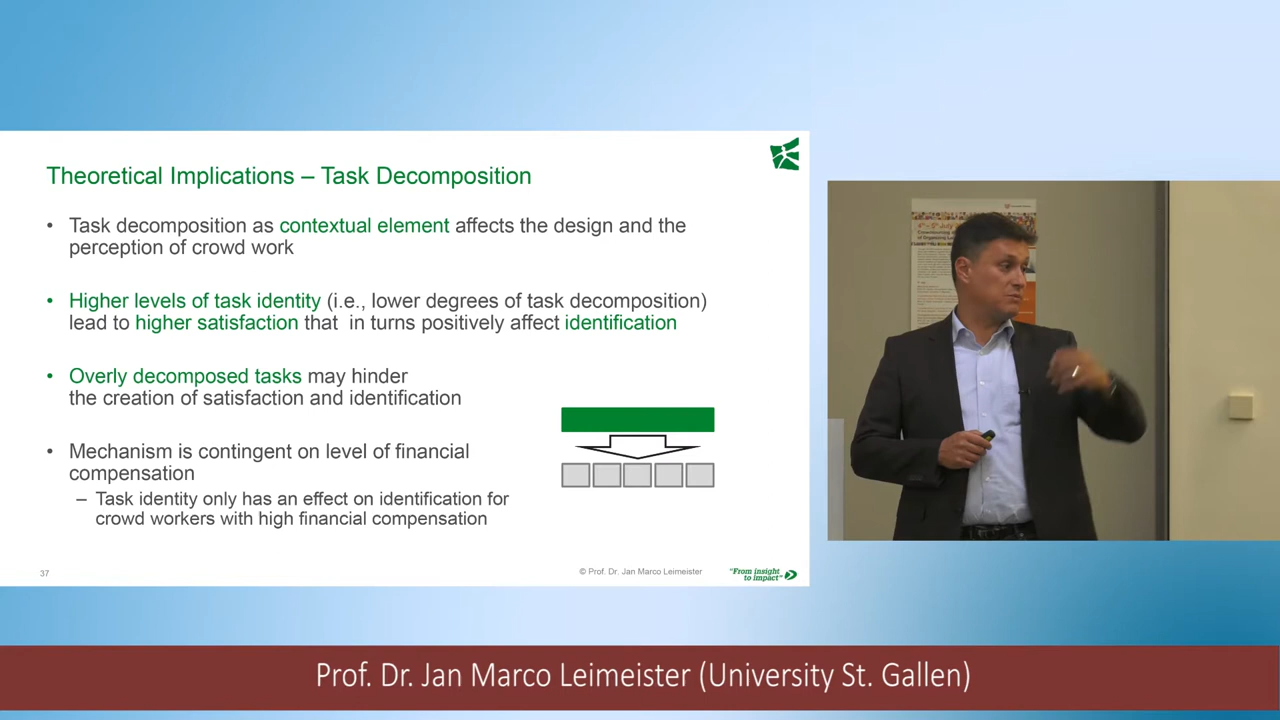 Theoretical Implications – Task Decomposition
• Task decomposition as contextual element affects the design and the
perception of crowd work
• Higher levels of task identity (i.e., lower degrees of task decomposition)
lead to higher satisfaction that in turns positively affect identification
• Overly decomposed tasks may hinder
the creation of satisfaction and identification
• Mechanism is contingent on level of financial
compensation
– Task identity only has an effect on identification for
crowd workers with high financial compensation
37
© Prof. Dr. Jan Marco Leimeister
"From insight
to impact"
Prof. Dr. Jan Marco Leimeister (University St. Gallen)